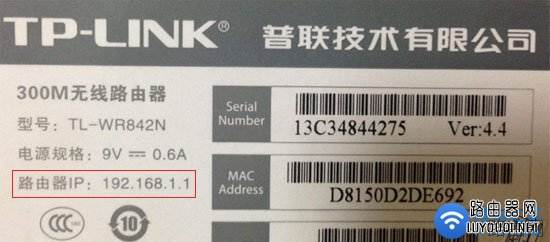 TP-LINK® 普联技术有限公司
300M无线路由器
型号: TL-WR842N
电源规格: 9V ⎓ 0.6A
路由器IP: 192.168.1.1
Serial Number
13C34844275 Ver:4.4
MAC Address
D8150D2DE692
CCC
10
路由器网
LUYOUQI.NET